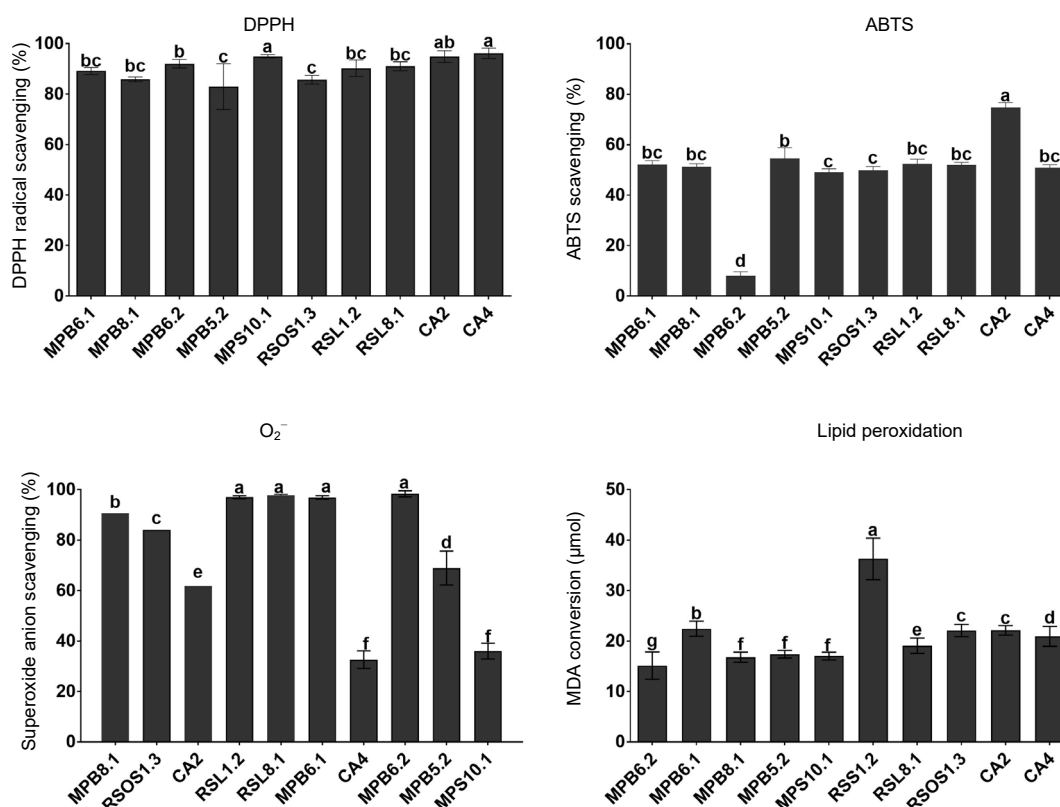 DPPH
DPPH radical scavenging (%)
100
80
60
40
20
0
bc
bc
b
c
a
c
bc
bc
ab
a
MPB6.1
MPB8.1
MPB6.2
MPB5.2
MPS10.1
RSOS1.3
RSL1.2
RSL8.1
CA2
CA4
ABTS
ABTS scavenging (%)
100
80
60
40
20
0
bc
bc
d
b
c
c
bc
bc
a
bc
MPB6.1
MPB8.1
MPB6.2
MPB5.2
MPS10.1
RSOS1.3
RSL1.2
RSL8.1
CA2
CA4
O₂⁻
Superoxide anion scavenging (%)
100
80
60
40
20
0
b
c
e
a
a
a
f
a
d
f
MPB8.1
RSOS1.3
CA2
RSL1.2
RSL8.1
MPB6.1
CA4
MPB6.2
MPB5.2
MPS10.1
Lipid peroxidation
MDA conversion (µmol)
50
40
30
20
10
0
g
b
f
f
f
a
e
c
c
d
MPB6.2
MPB6.1
MPB8.1
MPB5.2
MPS10.1
RSS1.2
RSL8.1
RSOS1.3
CA2
CA4